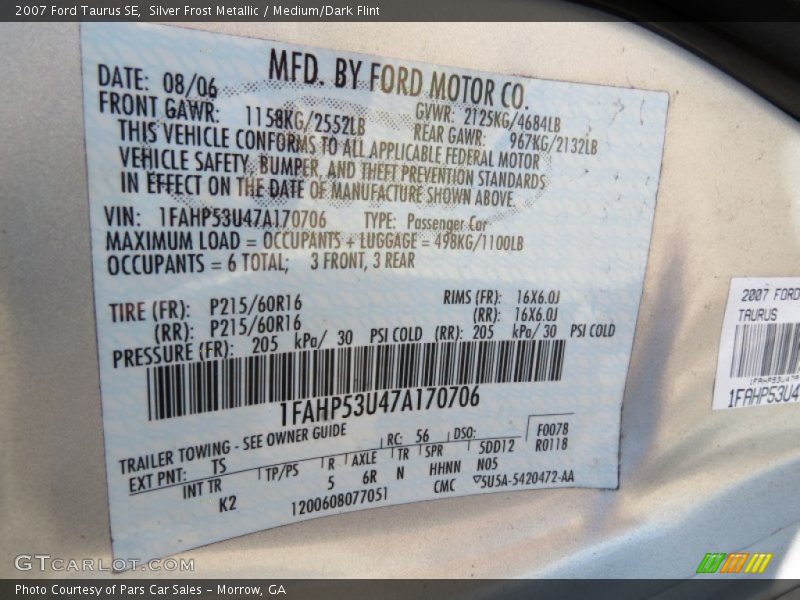 2007 Ford Taurus SE, Silver Frost Metallic / Medium/Dark Flint
MFD. BY FORD MOTOR CO.
DATE: 08/06 GVWR: 2125KG/4684LB
FRONT GAWR: 1158KG/2552LB REAR GAWR: 967KG/2132LB
THIS VEHICLE CONFORMS TO ALL APPLICABLE FEDERAL MOTOR
VEHICLE SAFETY, BUMPER, AND THEFT PREVENTION STANDARDS
IN EFFECT ON THE DATE OF MANUFACTURE SHOWN ABOVE.
VIN: 1FAHP53U47A170706 TYPE: Passenger Car
MAXIMUM LOAD = OCCUPANTS + LUGGAGE = 498KG/1100LB
OCCUPANTS = 6 TOTAL; 3 FRONT, 3 REAR
TIRE (FR): P215/60R16 RIMS (FR): 16X6.0J
(RR): P215/60R16 (RR): 16X6.0J
PRESSURE (FR): 205 kPa/ 30 PSI COLD (RR): 205 kPa/ 30 PSI COLD
1FAHP53U47A170706
TRAILER TOWING - SEE OWNER GUIDE RC: 56 DSO: F0078
EXT PNT: TS 5DD12 R0118
INT TR TP/PS R AXLE TR SPR N05
K2 5 6R N HHNN
1200608077051 CMC 5U5A-5420472-AA
2007 FORD
TAURUS
1FAHP53U47A
1FAHP53U4
GTCarLot.com
Photo Courtesy of Pars Car Sales - Morrow, GA